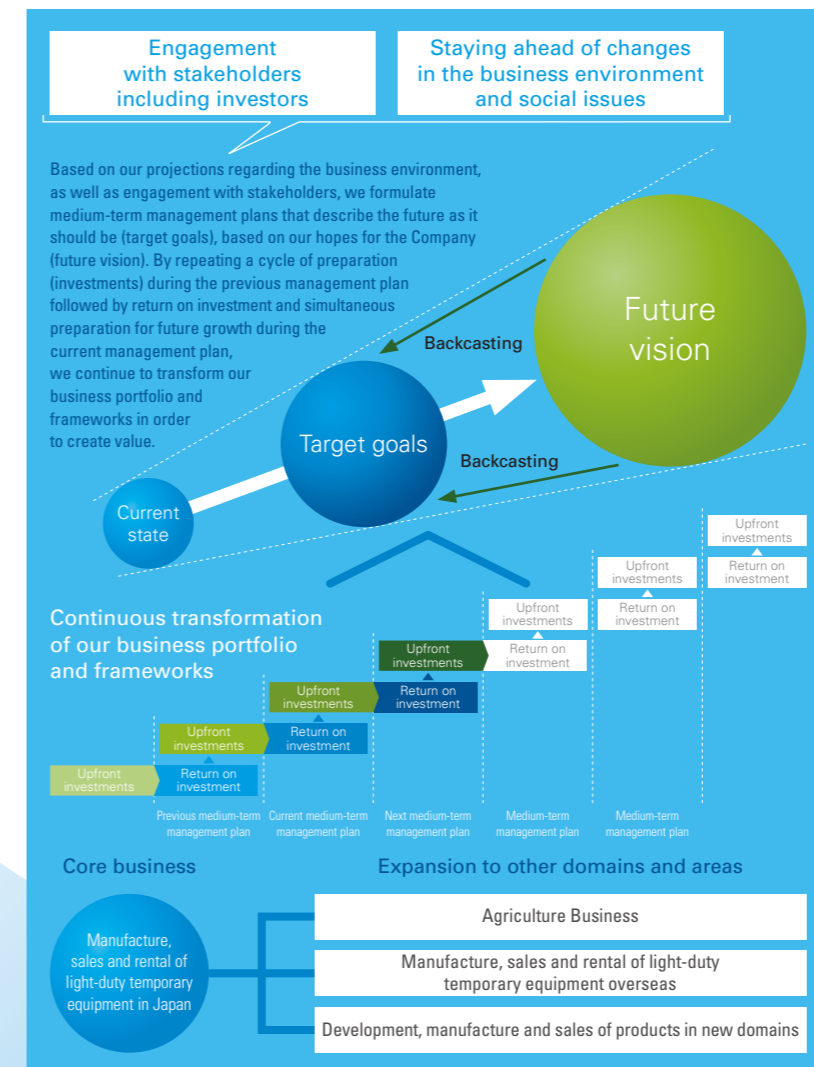 Engagement
with stakeholders
including investors
Staying ahead of changes
in the business environment
and social issues
Based on our projections regarding the business environment,
as well as engagement with stakeholders, we formulate
medium-term management plans that describe the future as it
should be (target goals), based on our hopes for the Company
(future vision). By repeating a cycle of preparation
(investments) during the previous management plan
followed by return on investment and simultaneous
preparation for future growth during the
current management plan,
we continue to transform our
business portfolio and
frameworks in order
to create value.
Future
vision
Backcasting
Target goals
Backcasting
Current
state
Continuous transformation
of our business portfolio
and frameworks
Upfront
investments
Upfront
investments
Return on
investment
Upfront
investments
Return on
investment
Upfront
investments
Return on
investment
Upfront
investments
Return on
investment
Upfront
investments
Return on
investment
Upfront
investments
Return on
investment
Previous medium-term
management plan
Current medium-term
management plan
Next medium-term
management plan
Medium-term
management plan
Medium-term
management plan
Core business
Manufacture,
sales and rental of
light-duty temporary
equipment in Japan
Expansion to other domains and areas
Agriculture Business
Manufacture, sales and rental of light-duty
temporary equipment overseas
Development, manufacture and sales of products in new domains